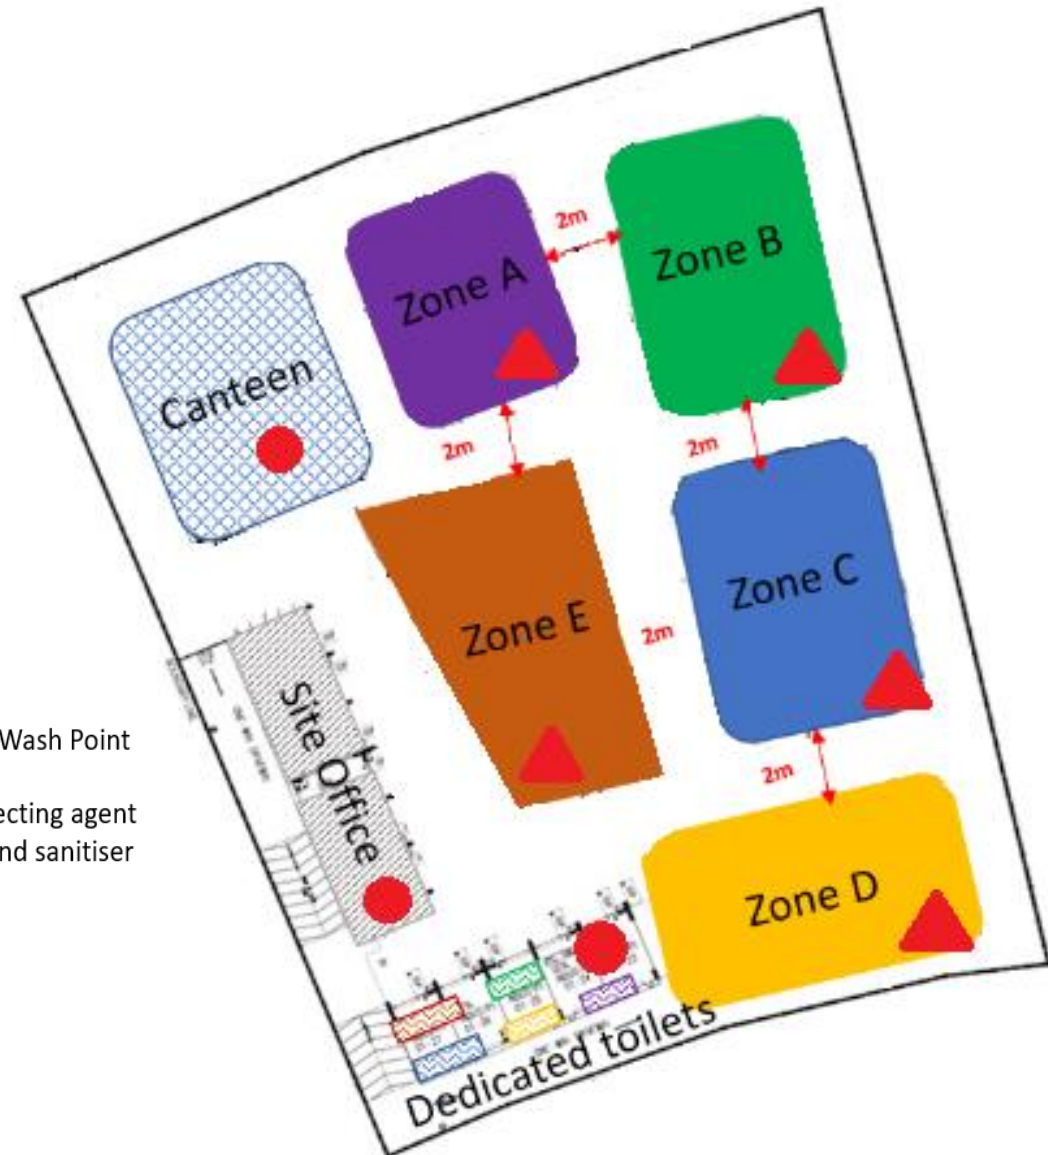 2m
Zone B
Zone A
Canteen
2m
2m
Zone C
Zone E
2m
Site Office
Wash Point
2m
ecting agent
nd sanitiser
Zone D
Dedicated toilets